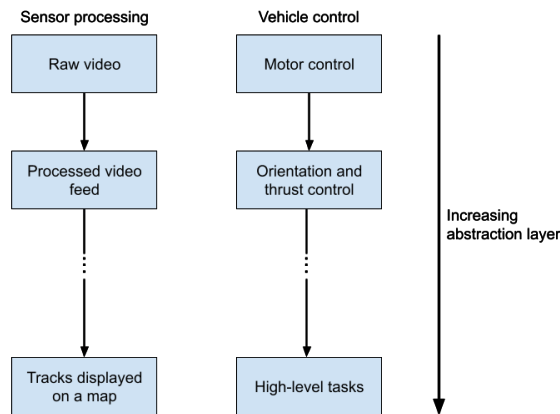 Sensor processing
Vehicle control
Raw video
Motor control
Processed video
feed
Orientation and
thrust control
Increasing
abstraction layer
Tracks displayed
on a map
High-level tasks